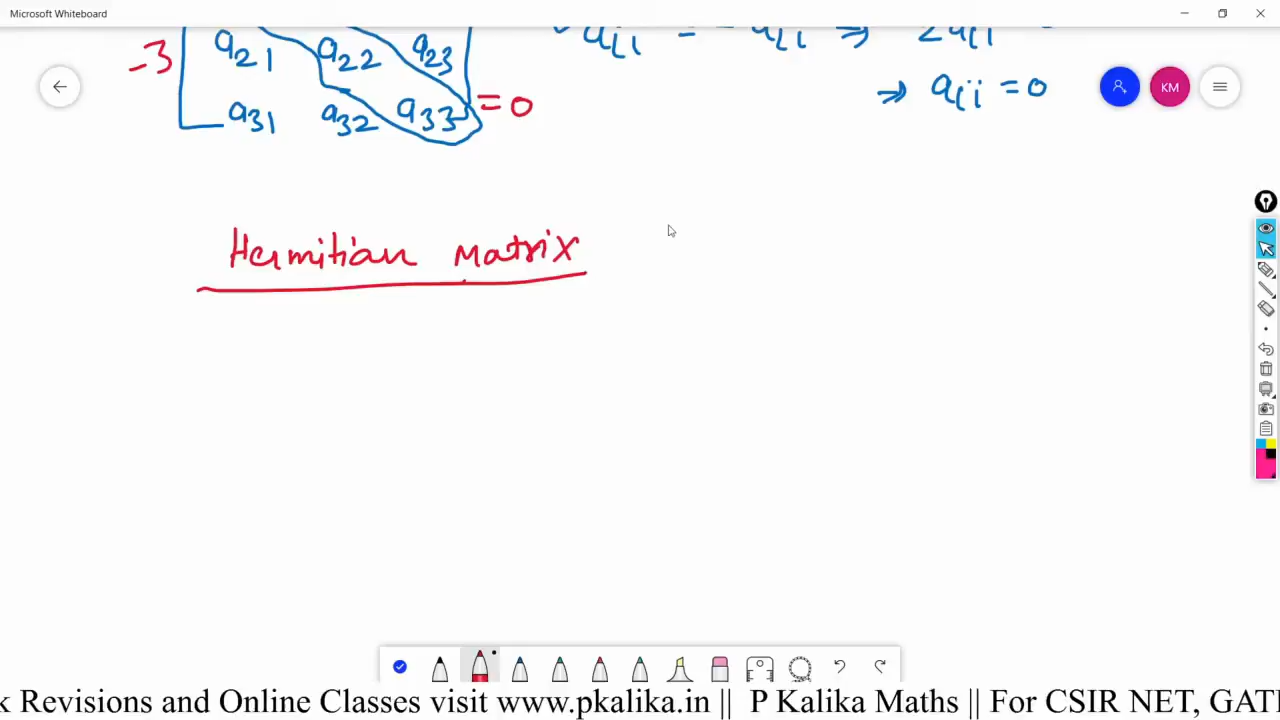 Microsoft Whiteboard
⇒
-3 a21 a22 a23
a31 a32 a33 = 0
⇒ aii = 0
KM
Hermitian Matrix
k Revisions and Online Classes visit www.pkalika.in || P Kalika Maths || For CSIR NET, GATE